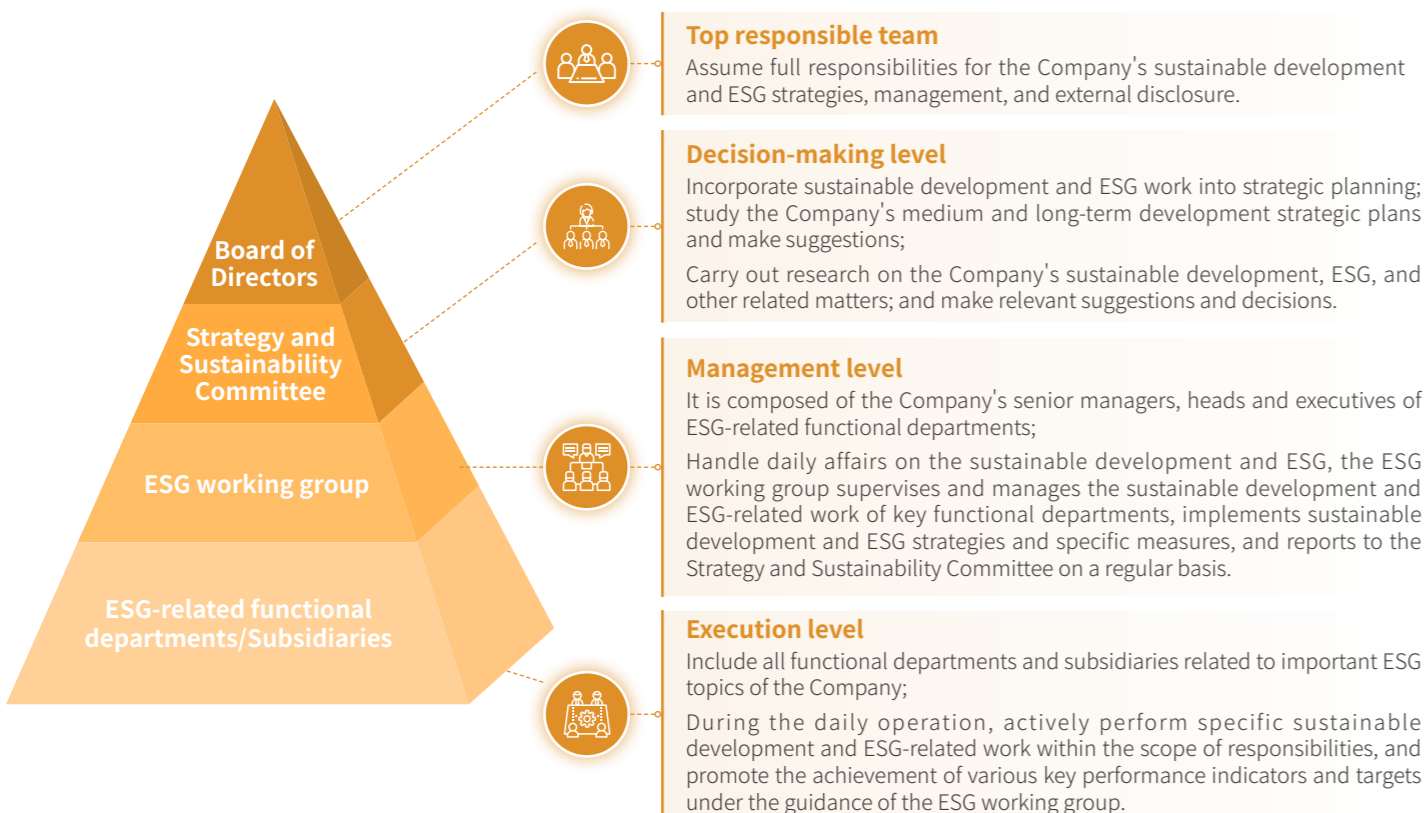 Board of
Directors
Strategy and
Sustainability
Committee
ESG working group
ESG-related functional
departments/Subsidiaries
Top responsible team
Assume full responsibilities for the Company's sustainable development
and ESG strategies, management, and external disclosure.
Decision-making level
Incorporate sustainable development and ESG work into strategic planning;
study the Company's medium and long-term development strategic plans
and make suggestions;
Carry out research on the Company's sustainable development, ESG, and
other related matters; and make relevant suggestions and decisions.
Management level
It is composed of the Company's senior managers, heads and executives of
ESG-related functional departments;
Handle daily affairs on the sustainable development and ESG, the ESG
working group supervises and manages the sustainable development and
ESG-related work of key functional departments, implements sustainable
development and ESG strategies and specific measures, and reports to the
Strategy and Sustainability Committee on a regular basis.
Execution level
Include all functional departments and subsidiaries related to important ESG
topics of the Company;
During the daily operation, actively perform specific sustainable
development and ESG-related work within the scope of responsibilities, and
promote the achievement of various key performance indicators and targets
under the guidance of the ESG working group.